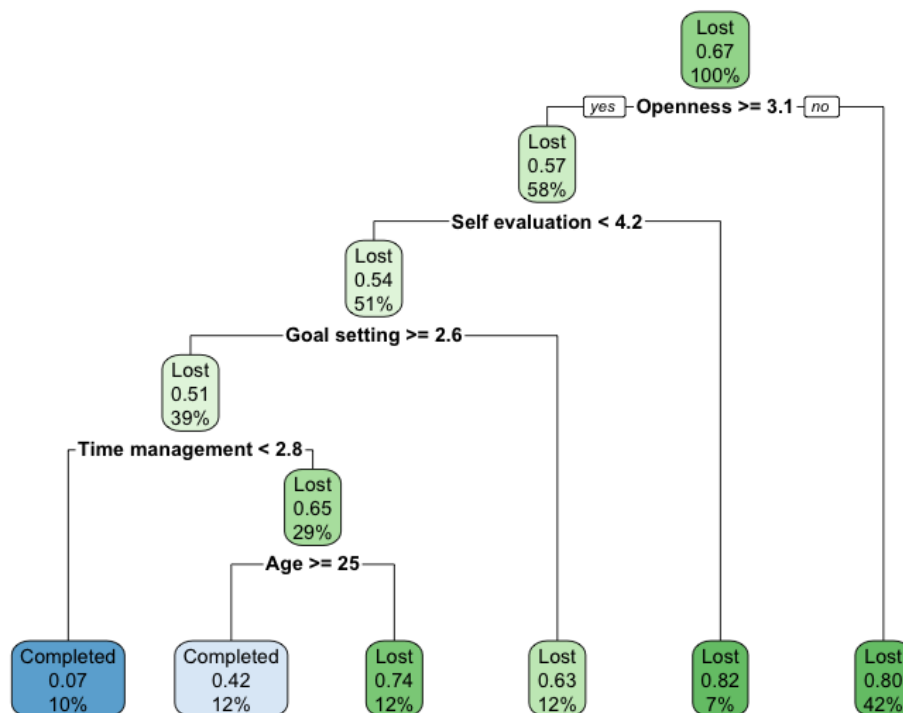 Lost
0.67
100%
yes Openness >= 3.1 no
Lost
0.57
58%
Self evaluation < 4.2
Lost
0.54
51%
Goal setting >= 2.6
Lost
0.51
39%
Time management < 2.8
Lost
0.65
29%
Age >= 25
Completed
0.07
10%
Completed
0.42
12%
Lost
0.74
12%
Lost
0.63
12%
Lost
0.82
7%
Lost
0.80
42%